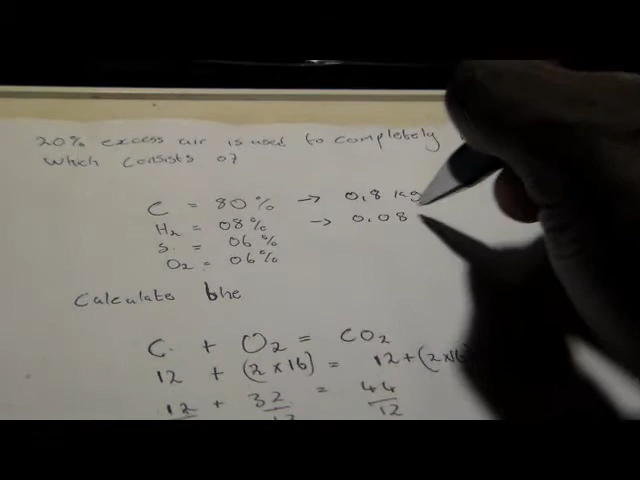 20% excess air is used to completely
which consists of
C = 80% → 0.8 kg
H₂ = 08% → 0.08
S. = 06%
O₂ = 06%
Calculate the
C. + O₂ = CO₂
12 + (2×16) = 12+(2×16)
12 + 32/12 = 44/12